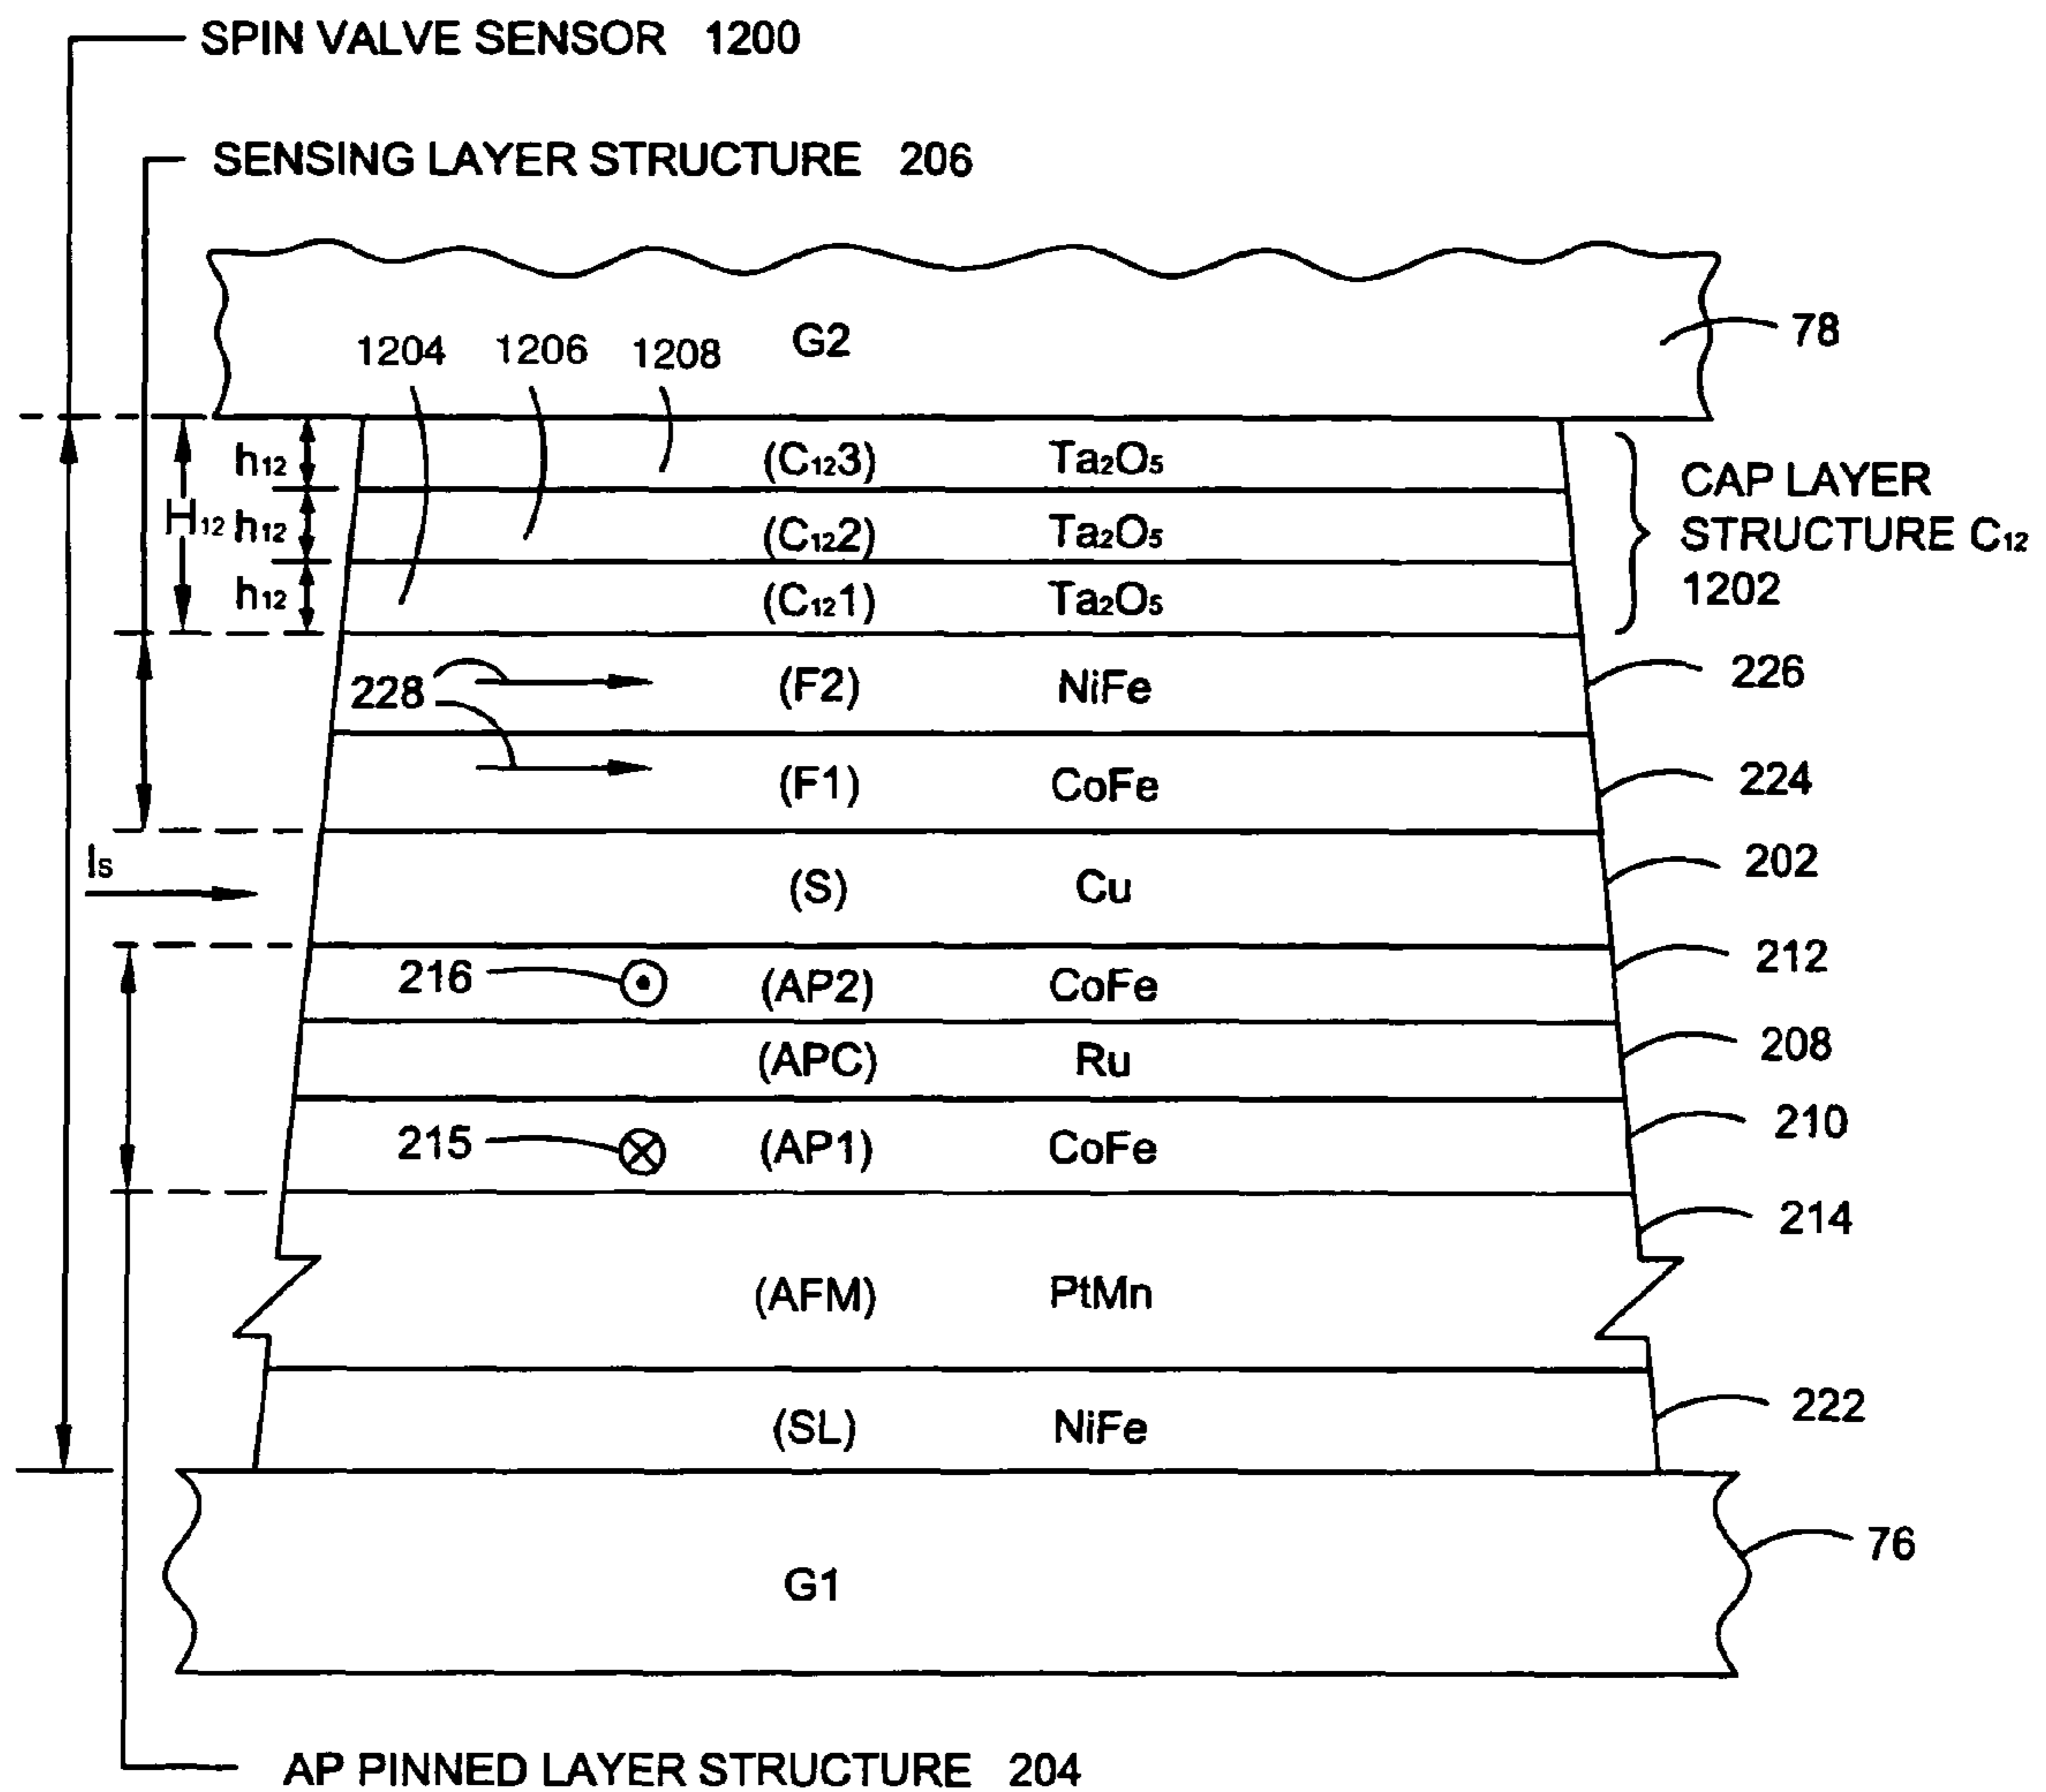 SPIN VALVE SENSOR 1200
SENSING LAYER STRUCTURE 206
G2
78
1204 1206 1208
h12 (C123) Ta2O5
H12 h12 (C122) Ta2O5
h12 (C121) Ta2O5
CAP LAYER
STRUCTURE C12
1202
228 (F2) NiFe 226
(F1) CoFe 224
Is (S) Cu 202
216 (AP2) CoFe 212
(APC) Ru 208
215 (AP1) CoFe 210
214
(AFM) PtMn
(SL) NiFe 222
G1 76
AP PINNED LAYER STRUCTURE 204